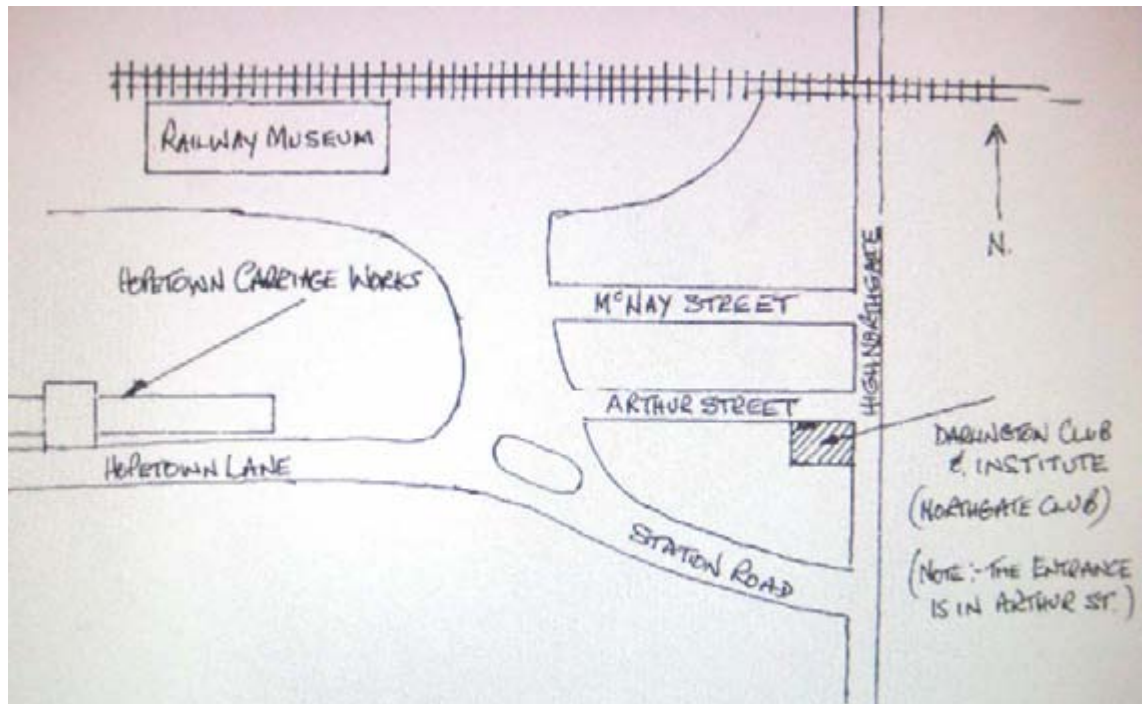 RAILWAY MUSEUM
HOPETOWN CARRIAGE WORKS
McNAY STREET
HIGH NORTHGATE
N.
ARTHUR STREET
DARLINGTON CLUB
& INSTITUTE
(NORTHGATE CLUB)
(NOTE:- THE ENTRANCE
IS IN ARTHUR ST.)
HOPETOWN LANE
STATION ROAD